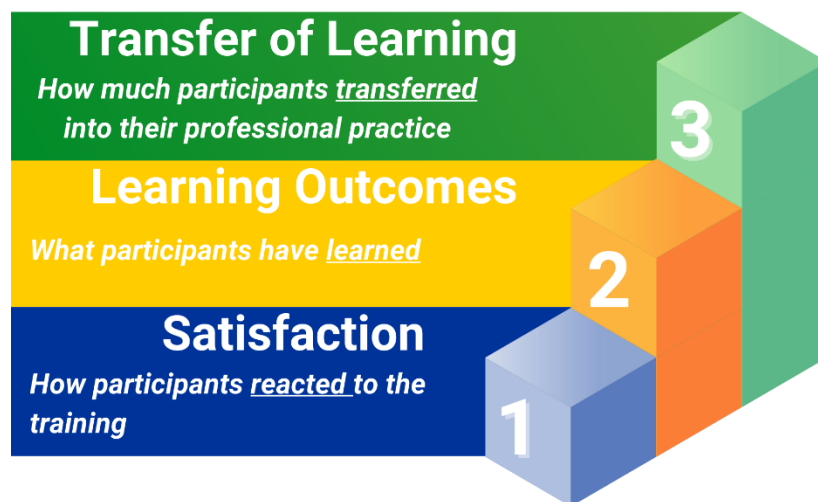 Transfer of Learning
How much participants transferred
into their professional practice
3
Learning Outcomes
What participants have learned
2
Satisfaction
How participants reacted to the
training
1